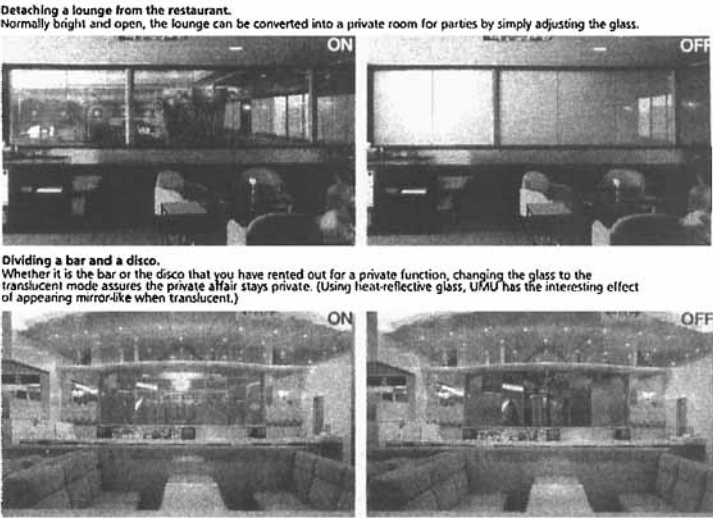 Detaching a lounge from the restaurant.
Normally bright and open, the lounge can be converted into a private room for parties by simply adjusting the glass.
ON
OFF
Dividing a bar and a disco.
Whether it is the bar or the disco that you have rented out for a private function, changing the glass to the
translucent mode assures the private affair stays private. (Using heat-reflective glass, UMU has the interesting effect
of appearing mirror-like when translucent.)
ON
OFF